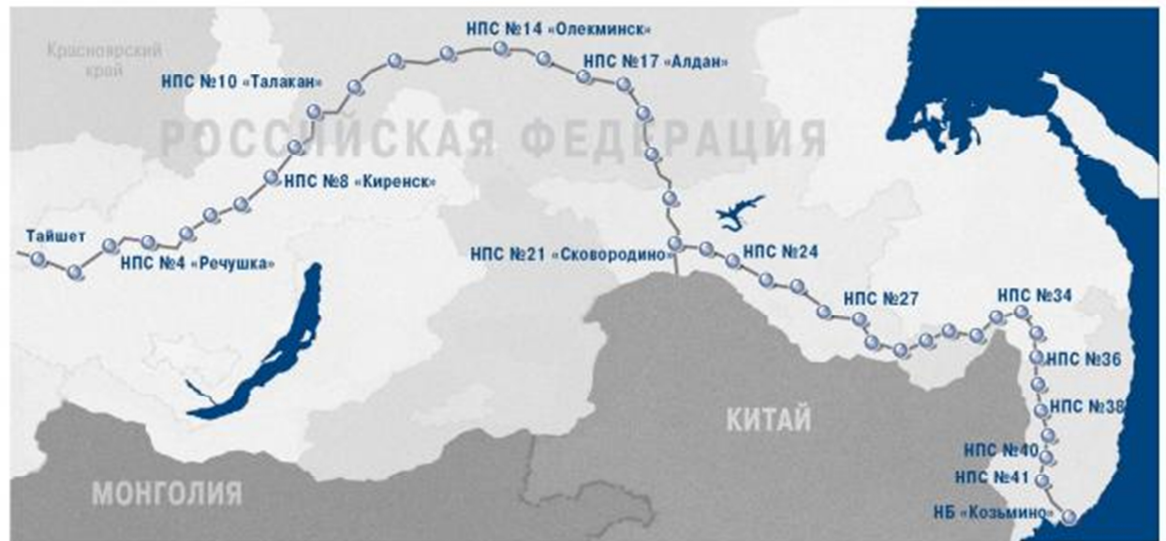 НПС №14 «Олекминск»
Красноярский
край
НПС №10 «Талакан»
НПС №17 «Алдан»
РОССИЙСКАЯ ФЕДЕРАЦИЯ
НПС №8 «Киренск»
Тайшет
НПС №4 «Речушка»
НПС №21 «Сковородино»
НПС №24
НПС №27
НПС №34
НПС №36
НПС №38
КИТАЙ
НПС №40
НПС №41
МОНГОЛИЯ
НБ «Козьмино»